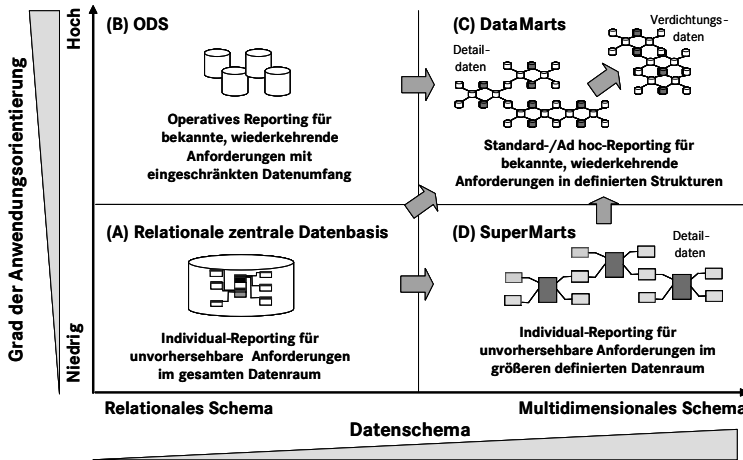 Grad der Anwendungsorientierung
Hoch
Niedrig
(B) ODS
Operatives Reporting für
bekannte, wiederkehrende
Anforderungen mit
eingeschränkten Datenumfang
(C) DataMarts
Detail-
daten
Verdichtungs-
daten
Standard-/Ad hoc-Reporting für
bekannte, wiederkehrende
Anforderungen in definierten Strukturen
(A) Relationale zentrale Datenbasis
Individual-Reporting für
unvorhersehbare Anforderungen
im gesamten Datenraum
(D) SuperMarts
Detail-
daten
Individual-Reporting für
unvorhersehbare Anforderungen im
größeren definierten Datenraum
Relationales Schema
Multidimensionales Schema
Datenschema